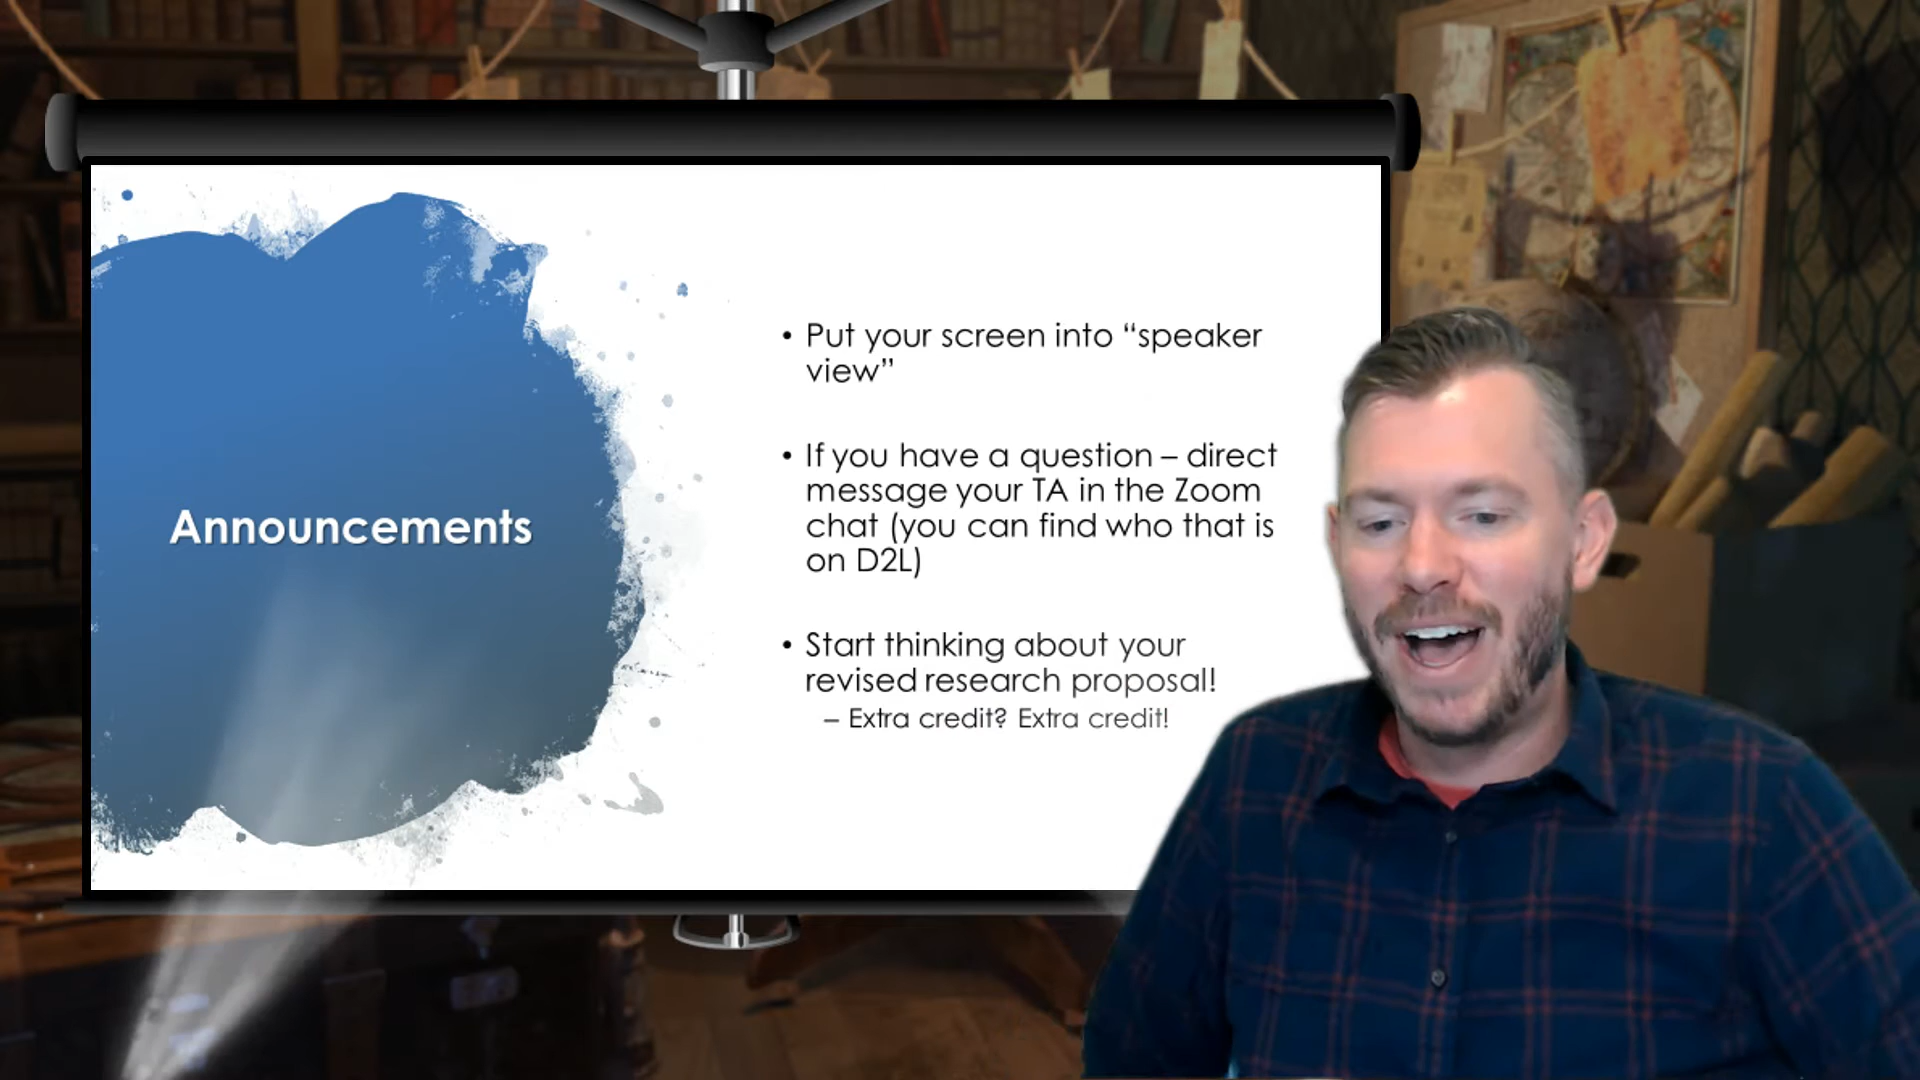 Announcements
• Put your screen into “speaker
view”
• If you have a question – direct
message your TA in the Zoom
chat (you can find who that is
on D2L)
• Start thinking about your
revised research proposal!
– Extra credit? Extra credit!